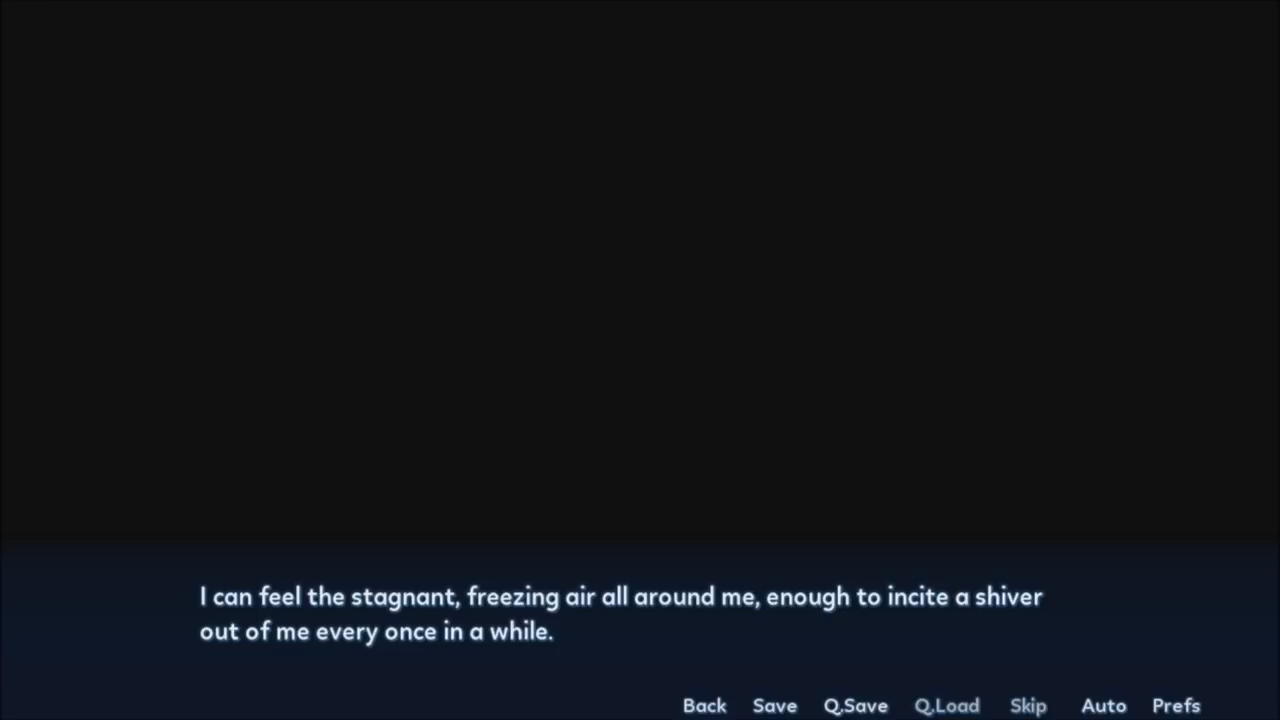 I can feel the stagnant, freezing air all around me, enough to incite a shiver
out of me every once in a while.
Back Save Q.Save Q.Load Skip Auto Prefs